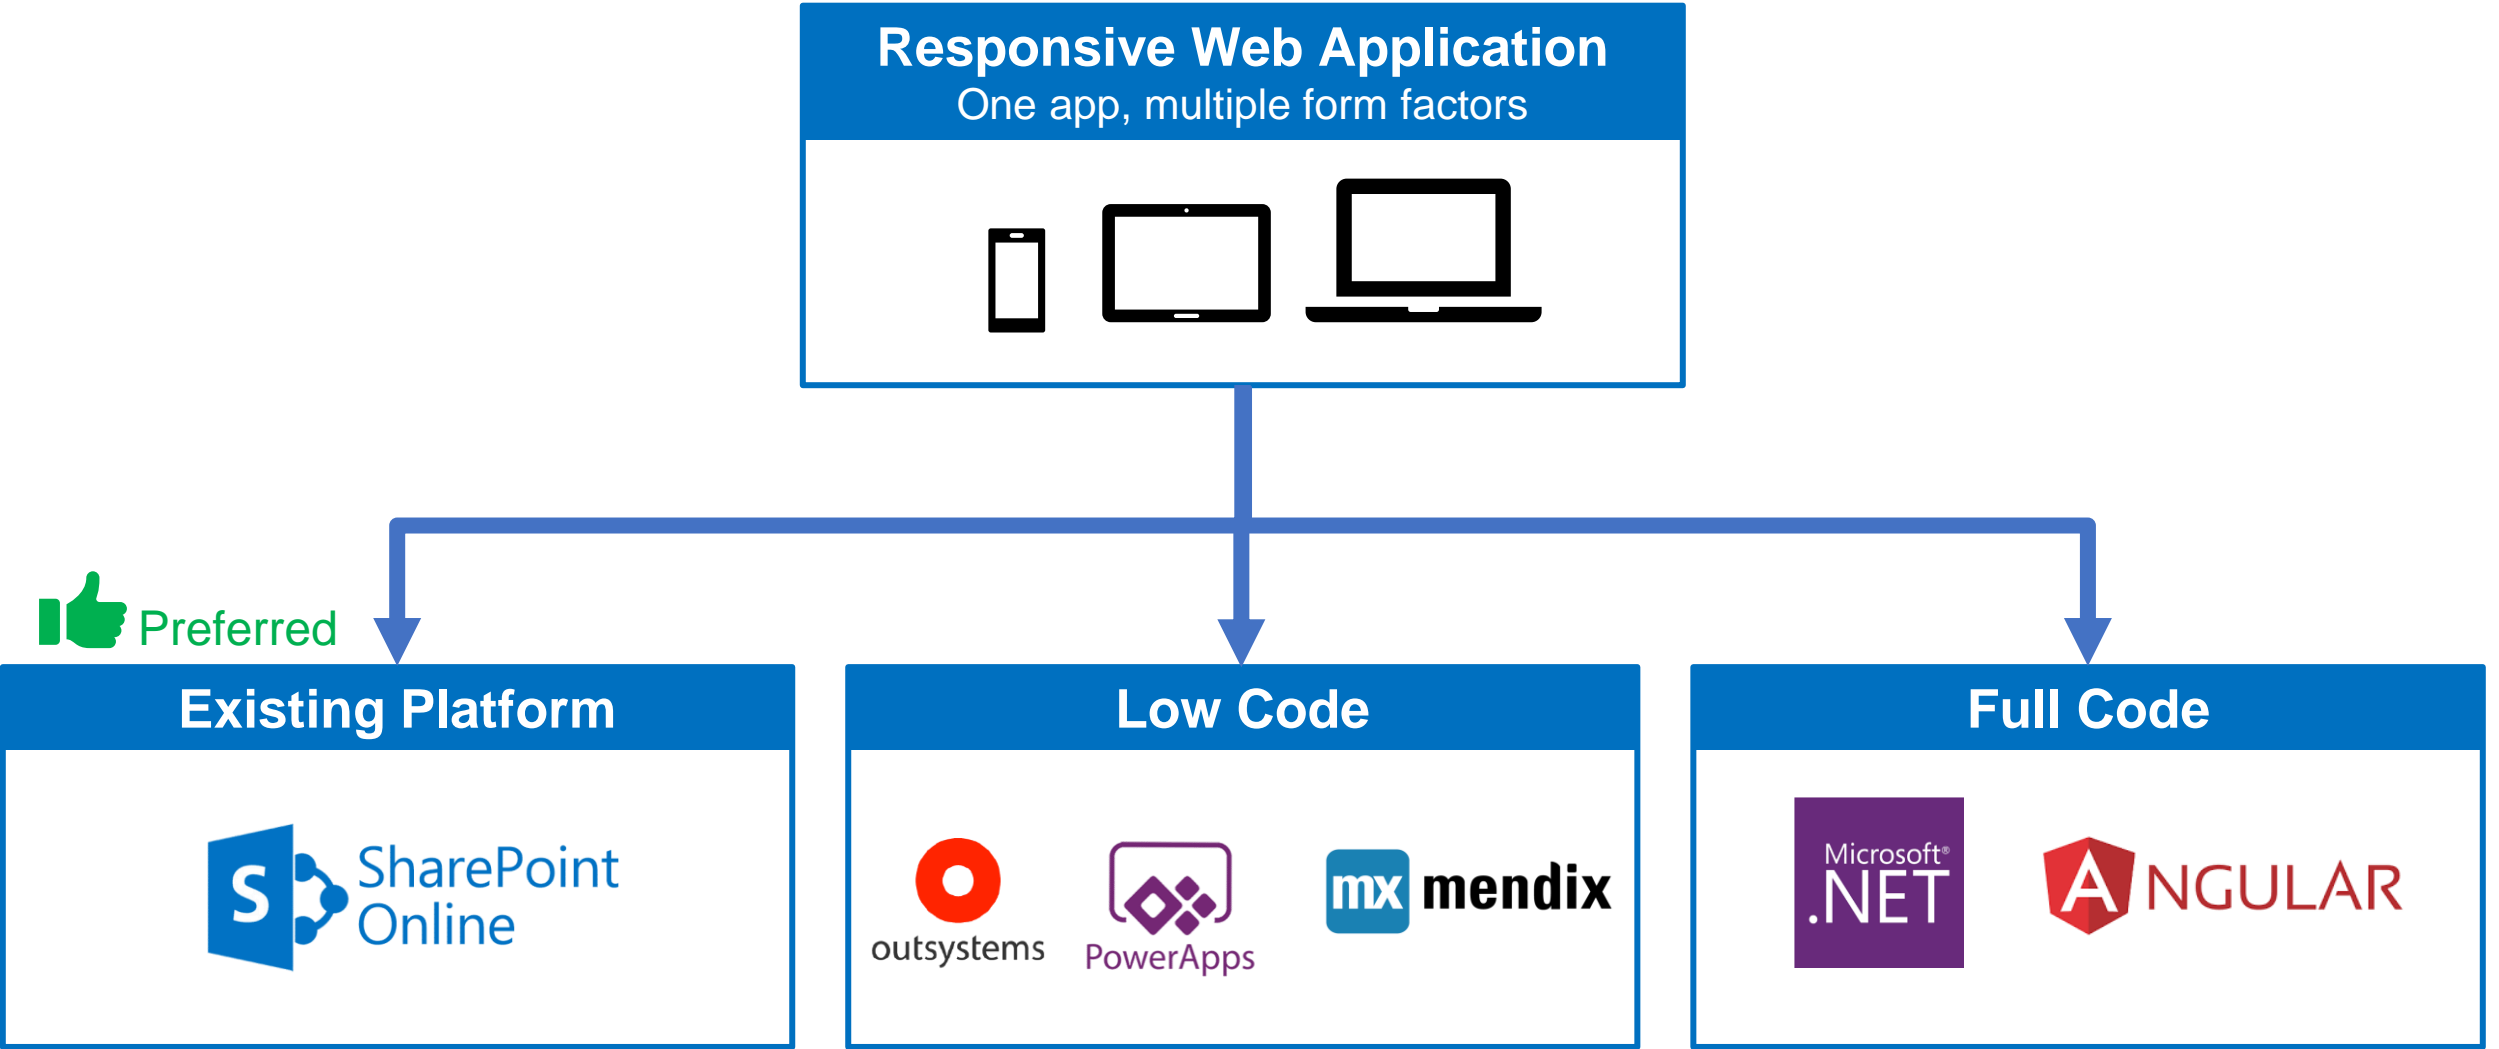 Responsive Web Application
One app, multiple form factors
Preferred
Existing Platform
S SharePoint
Online
Low Code
outsystems
PowerApps
mx mendix
Full Code
Microsoft®
.NET
ANGULAR